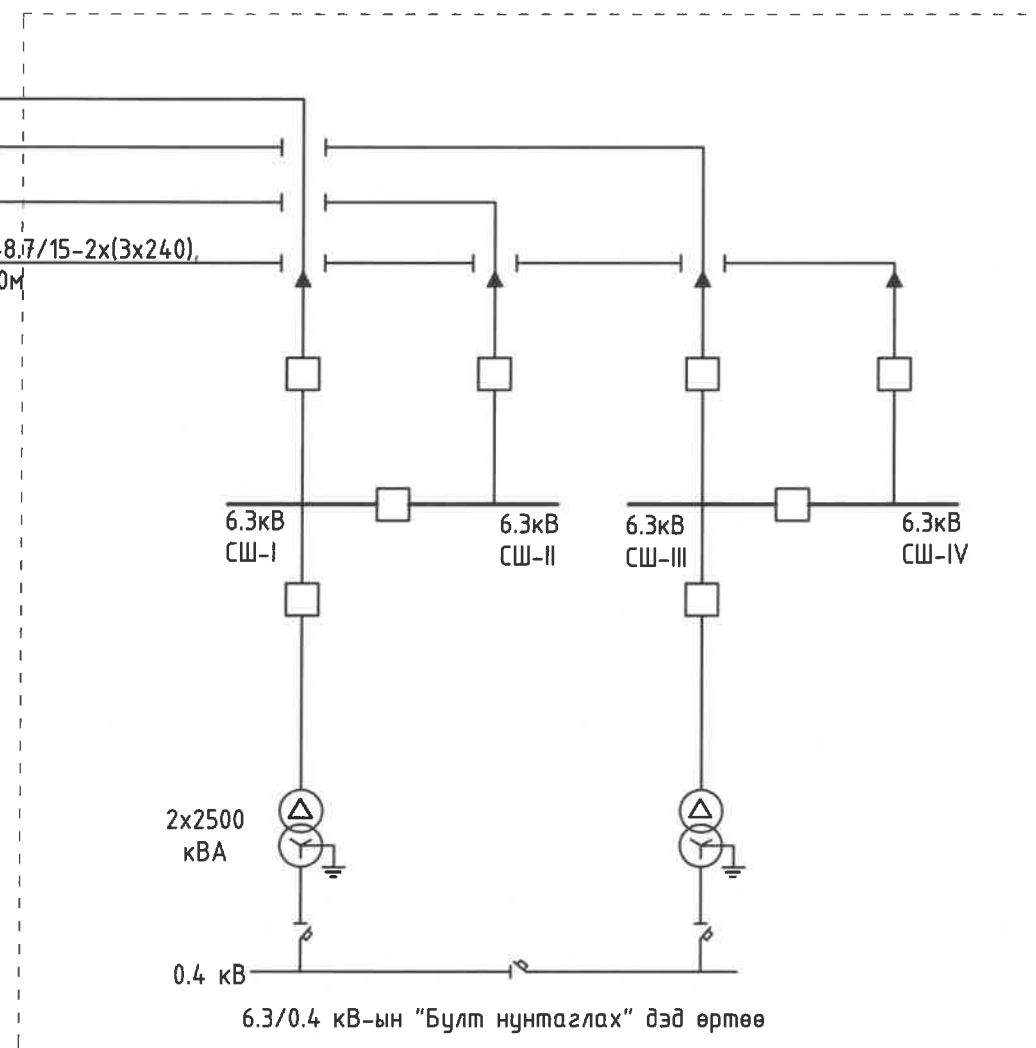 -8.7/15-2x(3x240),
0м
6.3кВ
СШ-I
6.3кВ
СШ-II
6.3кВ
СШ-III
6.3кВ
СШ-IV
2x2500
кВА
0.4 кВ
6.3/0.4 кВ-ын "Булт нунтаглах" дэд өртөө